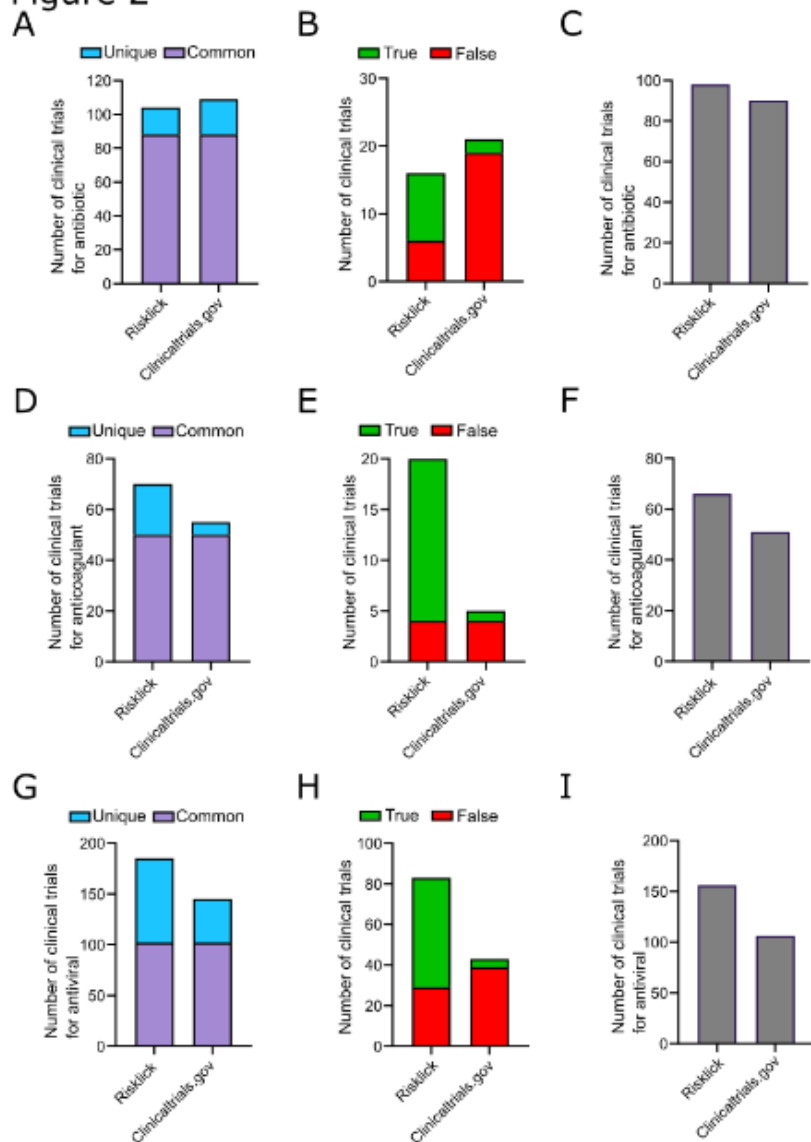 Figure 2
A
Unique Common
Number of clinical trials
for antibiotic
120
100
80
60
40
20
0
Risklick
Clinicaltrials.gov
B
True False
Number of clinical trials
30
20
10
0
Risklick
Clinicaltrials.gov
C
Number of clinical trials
for antibiotic
100
80
60
40
20
0
Risklick
Clinicaltrials.gov
D
Unique Common
Number of clinical trials
for anticoagulant
80
60
40
20
0
Risklick
Clinicaltrials.gov
E
True False
Number of clinical trials
20
15
10
5
0
Risklick
Clinicaltrials.gov
F
Number of clinical trials
for anticoagulant
80
60
40
20
0
Risklick
Clinicaltrials.gov
G
Unique Common
Number of clinical trials
for antiviral
200
150
100
50
0
Risklick
Clinicaltrials.gov
H
True False
Number of clinical trials
100
80
60
40
20
0
Risklick
Clinicaltrials.gov
I
Number of clinical trials
for antiviral
200
150
100
50
0
Risklick
Clinicaltrials.gov